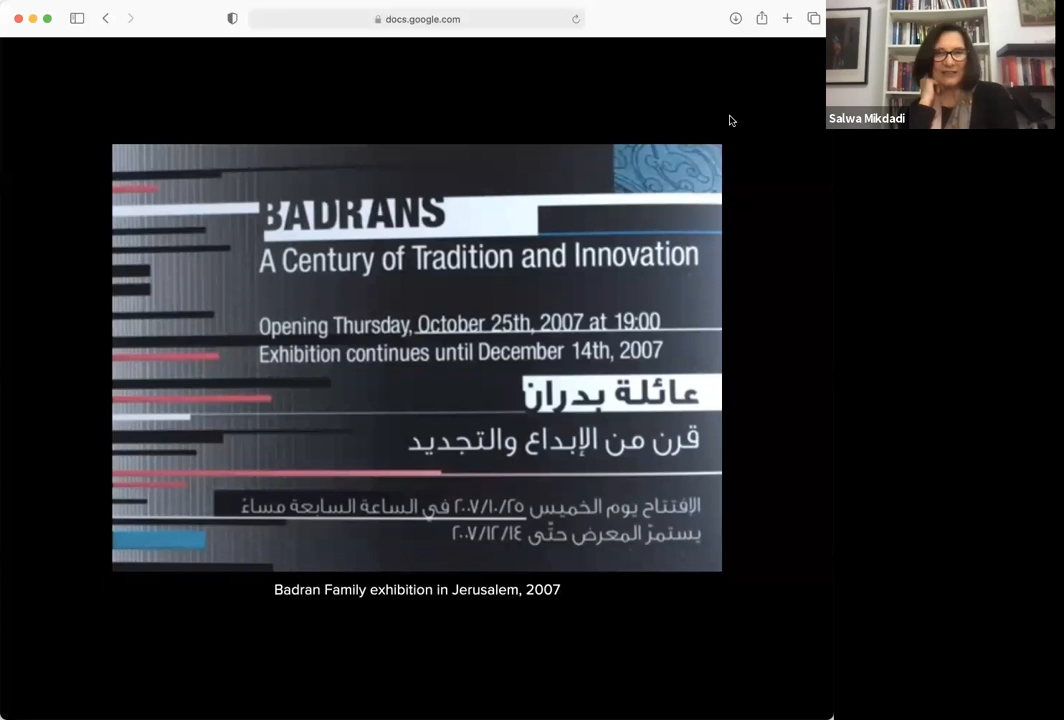 docs.google.com
Salwa Mikdadi
BADRANS
A Century of Tradition and Innovation
Opening Thursday, October 25th, 2007 at 19:00
Exhibition continues until December 14th, 2007
عائلة بدران
قرن من الإبداع والتجديد
الإفتتاح يوم الخميس ٢٠٠٧/١٠/٢٥ في الساعة السابعة مساءً
يستمرّ المعرض حتّى ٢٠٠٧/١٢/١٤
Badran Family exhibition in Jerusalem, 2007